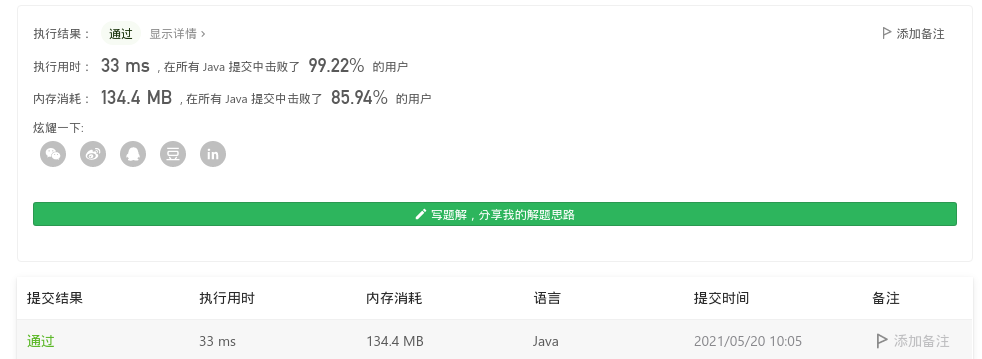 执行结果： 通过 显示详情 › 添加备注
执行用时： 33 ms , 在所有 Java 提交中击败了 99.22% 的用户
内存消耗： 134.4 MB , 在所有 Java 提交中击败了 85.94% 的用户
炫耀一下:
豆 in
写题解，分享我的解题思路
提交结果 执行用时 内存消耗 语言 提交时间 备注
通过 33 ms 134.4 MB Java 2021/05/20 10:05 添加备注